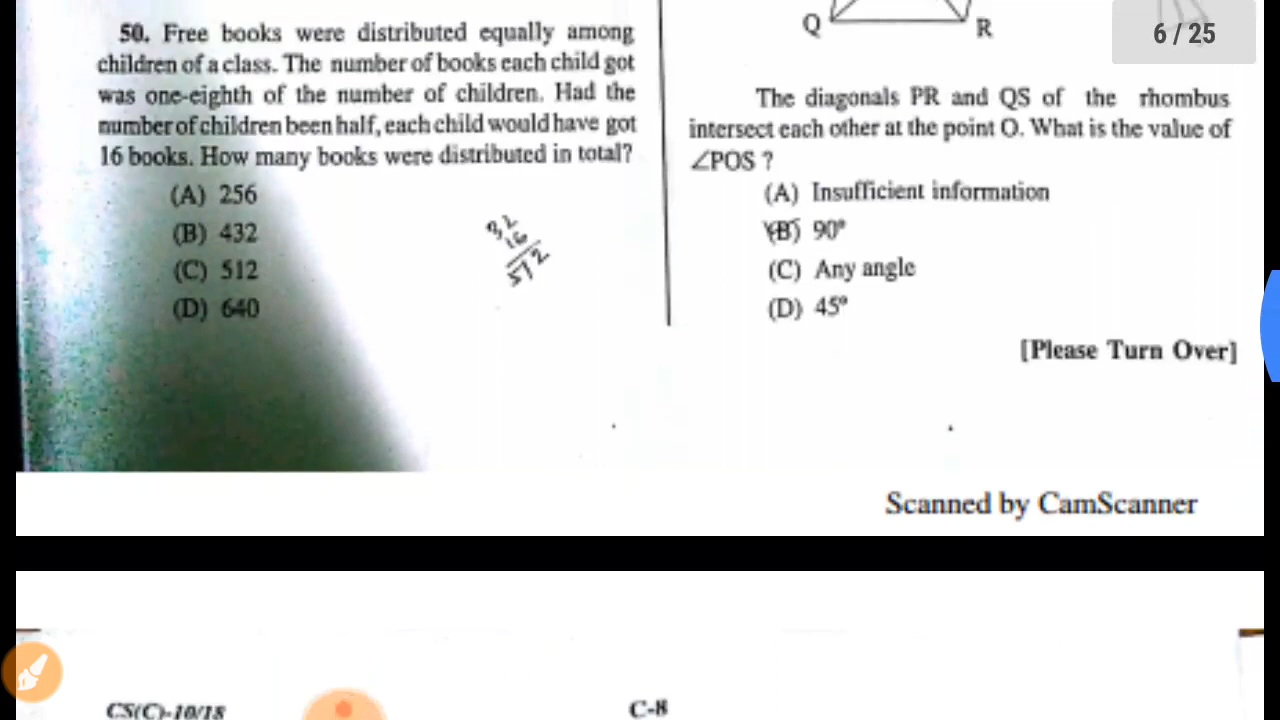 50. Free books were distributed equally among
children of a class. The number of books each child got
was one-eighth of the number of children. Had the
number of children been half, each child would have got
16 books. How many books were distributed in total?
(A) 256
(B) 432
(C) 512
(D) 640
32
16
512
Q
R
The diagonals PR and QS of the rhombus
intersect each other at the point O. What is the value of
∠POS ?
(A) Insufficient information
(B) 90°
(C) Any angle
(D) 45°
[Please Turn Over]
6 / 25
Scanned by CamScanner
CS(C)-10/18
C-8